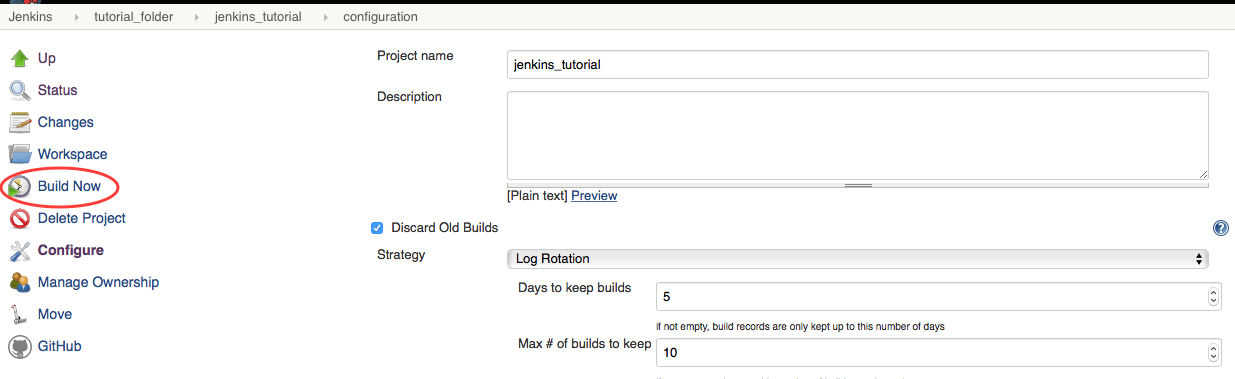 Jenkins tutorial_folder jenkins_tutorial configuration
Up
Status
Changes
Workspace
Build Now
Delete Project
Configure
Manage Ownership
Move
GitHub
Project name
jenkins_tutorial
Description
[Plain text] Preview
Discard Old Builds
Strategy
Log Rotation
Days to keep builds
5
if not empty, build records are only kept up to this number of days
Max # of builds to keep
10